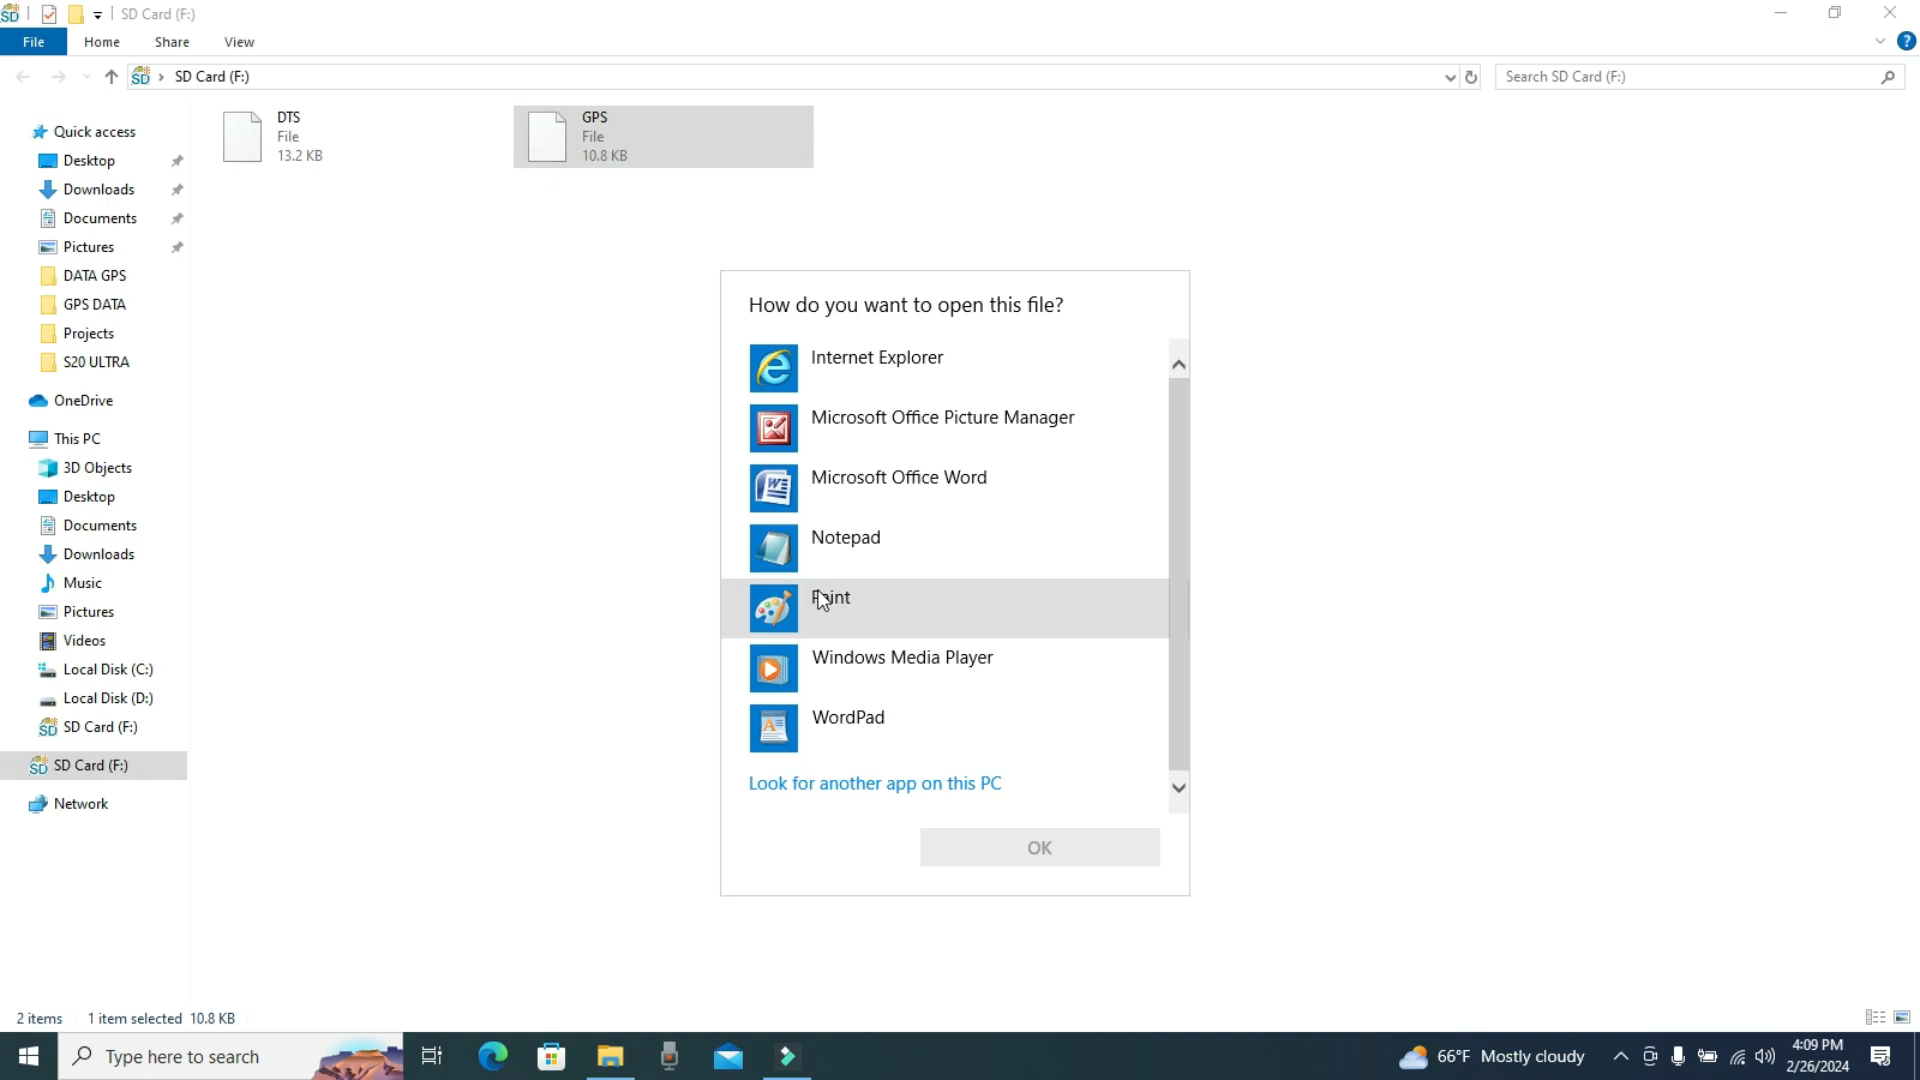 SD Card (F:)
File
Home
Share
View
SD Card (F:)
Search SD Card (F:)
Quick access
Desktop
Downloads
Documents
Pictures
DATA GPS
GPS DATA
Projects
S20 ULTRA
OneDrive
This PC
3D Objects
Desktop
Documents
Downloads
Music
Pictures
Videos
Local Disk (C:)
Local Disk (D:)
SD Card (F:)
SD Card (F:)
Network
DTS
File
13.2 KB
GPS
File
10.8 KB
How do you want to open this file?
Internet Explorer
Microsoft Office Picture Manager
Microsoft Office Word
Notepad
Paint
Windows Media Player
WordPad
Look for another app on this PC
OK
2 items
1 item selected 10.8 KB
Type here to search
66°F Mostly cloudy
4:09 PM
2/26/2024